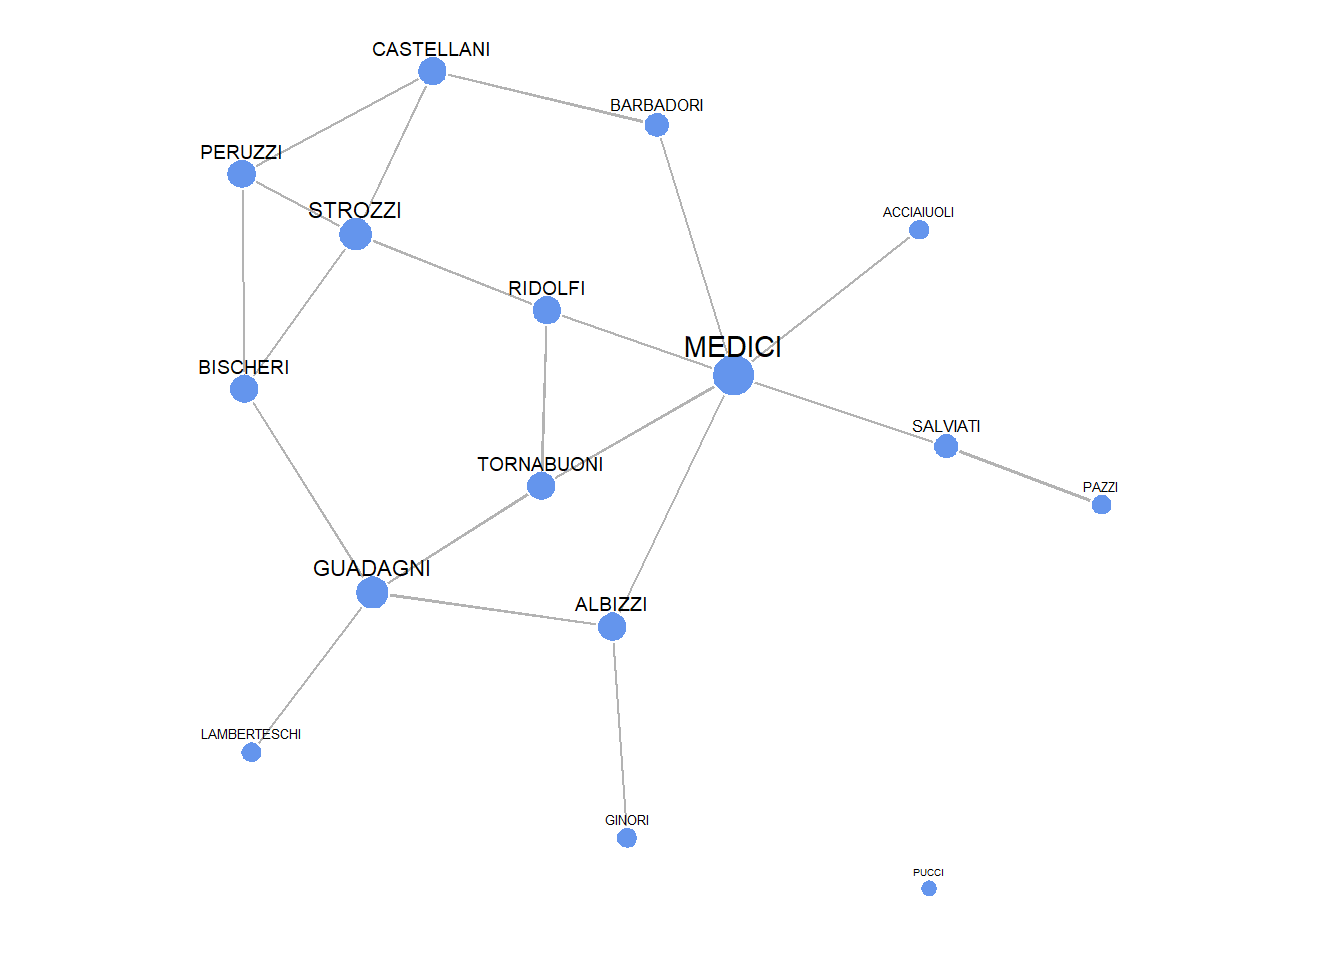 CASTELLANI
BARBADORI
PERUZZI
STROZZI
ACCIAIUOLI
RIDOLFI
MEDICI
BISCHERI
SALVIATI
TORNABUONI
PAZZI
GUADAGNI
ALBIZZI
LAMBERTESCHI
GINORI
PUCCI